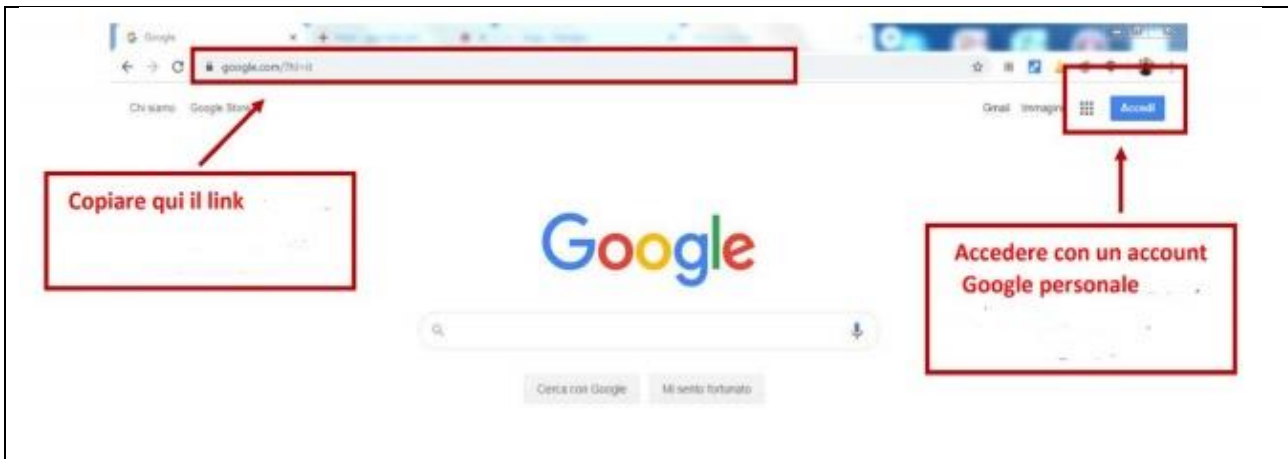 Google
google.com/?hl=it
Chi siamo Google Store
Gmail Immagini
Accedi
Copiare qui il link
Google
Accedere con un account
Google personale
Cerca con Google Mi sento fortunato